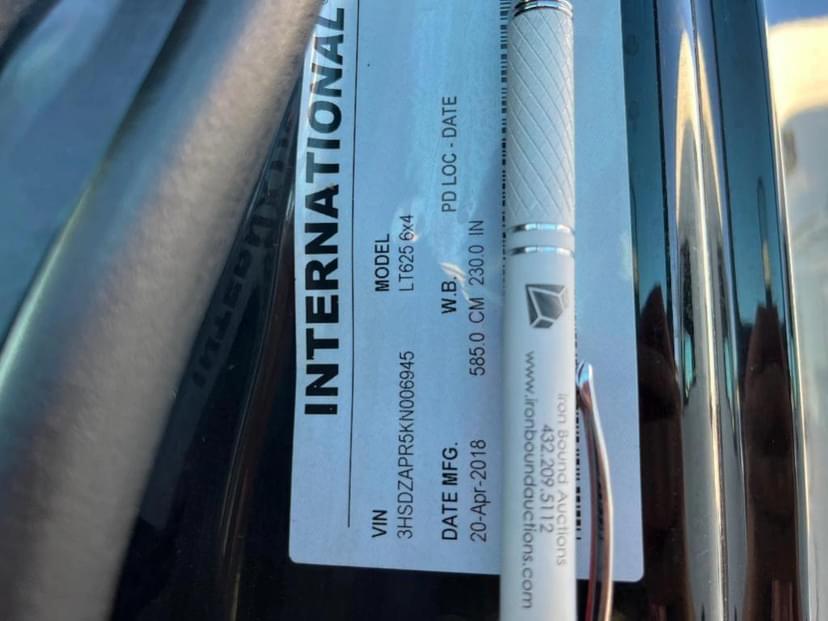 INTERNATIONAL
VIN MODEL
3HSDZAPR5KN006945 LT625 6x4
DATE MFG. W.B. PD LOC - DATE
20-Apr-2018 585.0 CM 230.0 IN
Iron Bound Auctions
432.209.5112
www.ironboundauctions.com